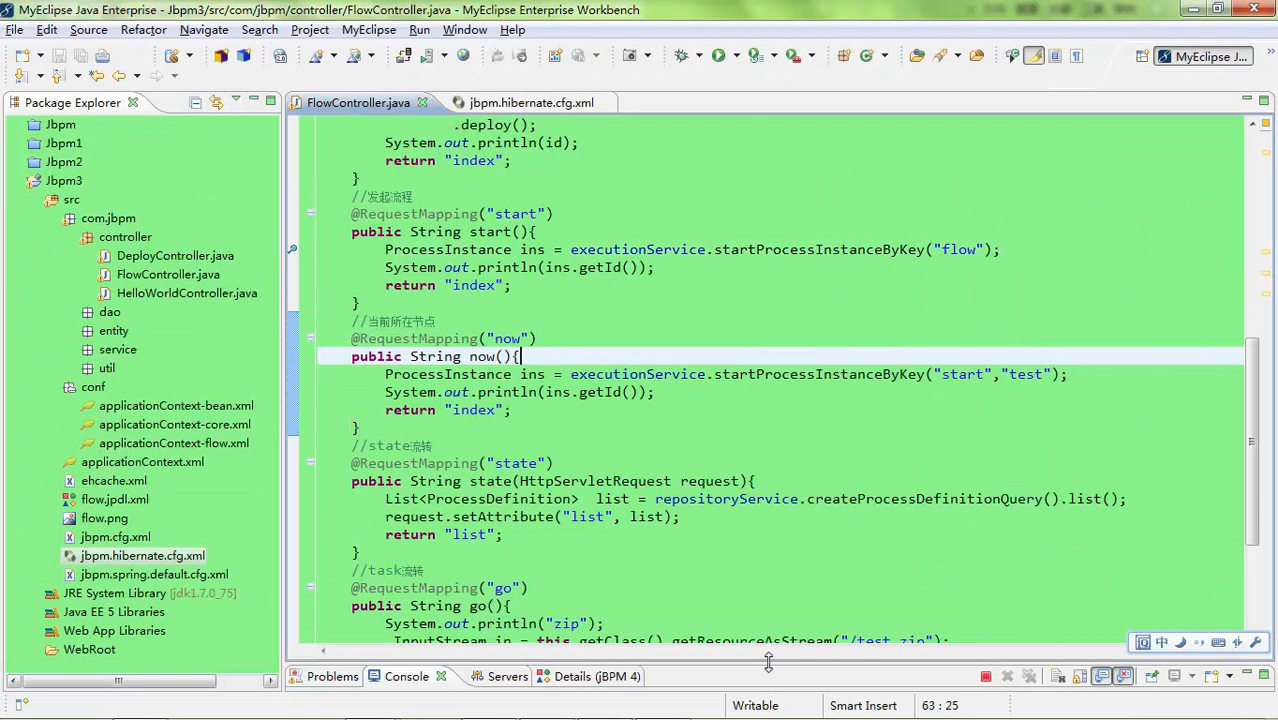 MyEclipse Java Enterprise - Jbpm3/src/com/jbpm/controller/FlowController.java - MyEclipse Enterprise Workbench
File Edit Source Refactor Navigate Search Project MyEclipse Run Window Help
MyEclipse J...
Package Explorer
FlowController.java
jbpm.hibernate.cfg.xml
Jbpm
Jbpm1
Jbpm2
Jbpm3
src
com.jbpm
controller
DeployController.java
FlowController.java
HelloWorldController.java
dao
entity
service
util
conf
applicationContext-bean.xml
applicationContext-core.xml
applicationContext-flow.xml
applicationContext.xml
ehcache.xml
flow.jpdl.xml
flow.png
jbpm.cfg.xml
jbpm.hibernate.cfg.xml
jbpm.spring.default.cfg.xml
JRE System Library [jdk1.7.0_75]
Java EE 5 Libraries
Web App Libraries
WebRoot
.deploy();
System.out.println(id);
return "index";
}
//发起流程
@RequestMapping("start")
public String start(){
ProcessInstance ins = executionService.startProcessInstanceByKey("flow");
System.out.println(ins.getId());
return "index";
}
//当前所在节点
@RequestMapping("now")
public String now(){
ProcessInstance ins = executionService.startProcessInstanceByKey("start","test");
System.out.println(ins.getId());
return "index";
}
//state流转
@RequestMapping("state")
public String state(HttpServletRequest request){
List<ProcessDefinition> list = repositoryService.createProcessDefinitionQuery().list();
request.setAttribute("list", list);
return "list";
}
//task流转
@RequestMapping("go")
public String go(){
System.out.println("zip");
InputStream in = this.getClass().getResourceAsStream("/test.zip");
中
Problems Console Servers Details (jBPM 4)
Writable Smart Insert 63 : 25